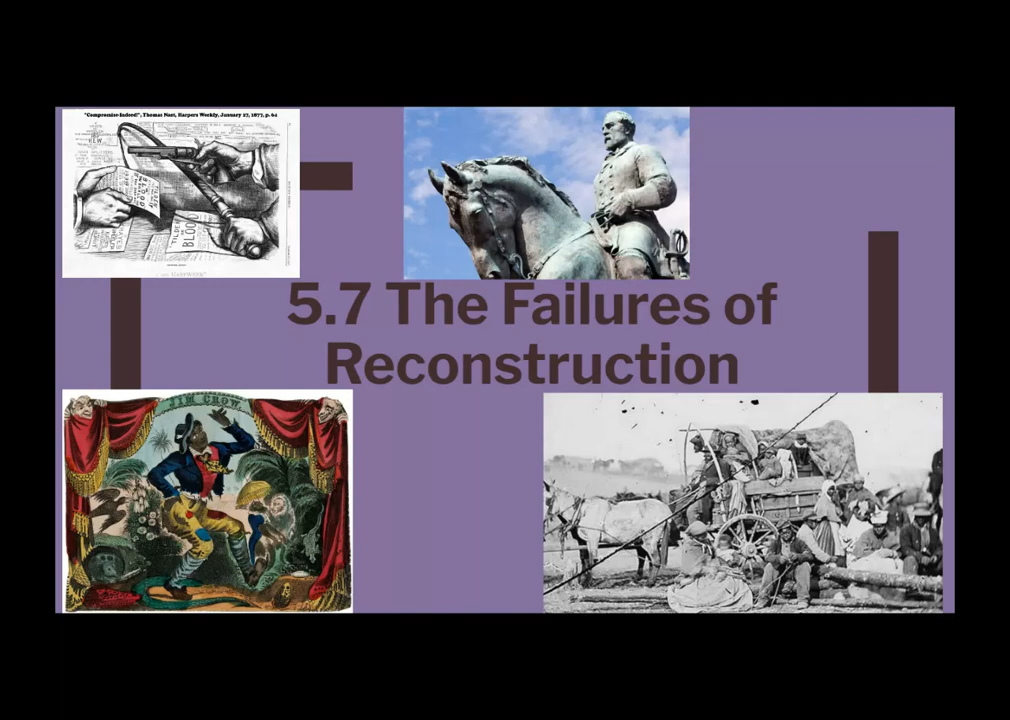 "Compromise-Indeed!", Thomas Nast, Harpers Weekly, January 27, 1877, p. 64
TILDEN
BLOOD
JIM CROW
5.7 The Failures of
Reconstruction